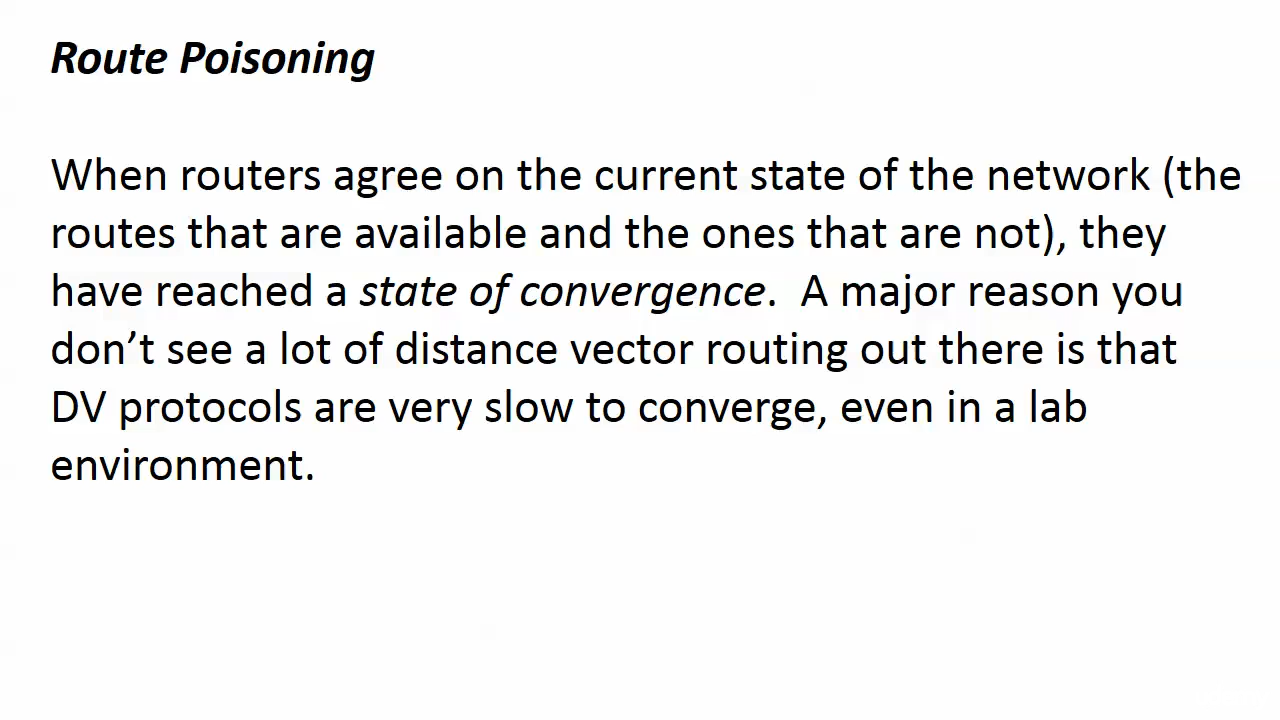 Route Poisoning
When routers agree on the current state of the network (the
routes that are available and the ones that are not), they
have reached a state of convergence.  A major reason you
don’t see a lot of distance vector routing out there is that
DV protocols are very slow to converge, even in a lab
environment.